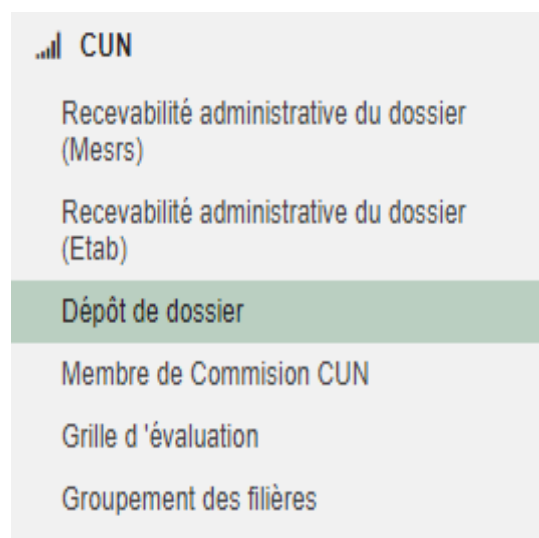 CUN
Recevabilité administrative du dossier
(Mesrs)
Recevabilité administrative du dossier
(Etab)
Dépôt de dossier
Membre de Commision CUN
Grille d 'évaluation
Groupement des filières